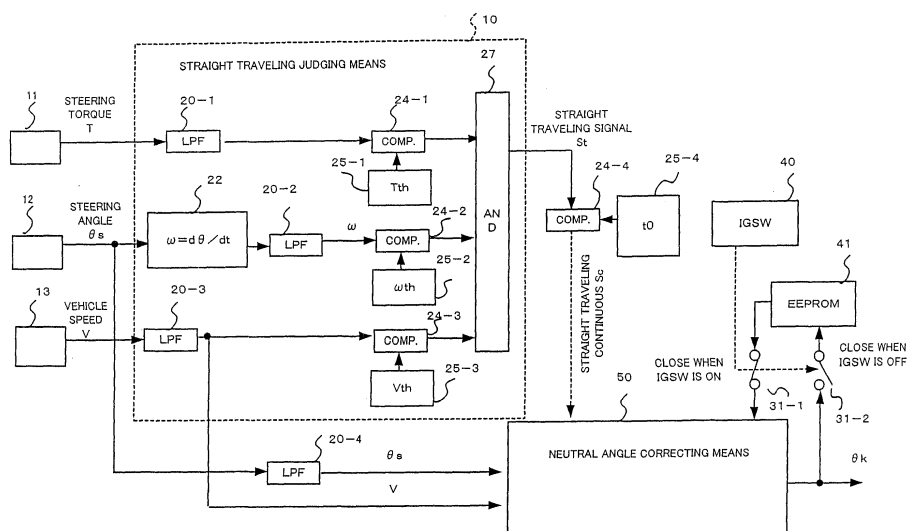 10
STRAIGHT TRAVELING JUDGING MEANS
27
11
STEERING
TORQUE
T
20-1
LPF
24-1
COMP.
25-1
Tth
STRAIGHT
TRAVELING SIGNAL
St
24-4
COMP.
25-4
t0
40
IGSW
12
STEERING
ANGLE
θs
22
ω=dθ/dt
20-2
LPF
ω
24-2
COMP.
25-2
ωth
AN
D
41
EEPROM
13
VEHICLE
SPEED
V
20-3
LPF
24-3
COMP.
25-3
Vth
STRAIGHT TRAVELING
CONTINUOUS Sc
CLOSE WHEN
IGSW IS ON
31-1
CLOSE WHEN
IGSW IS OFF
31-2
50
20-4
LPF
θs
V
NEUTRAL ANGLE CORRECTING MEANS
θk